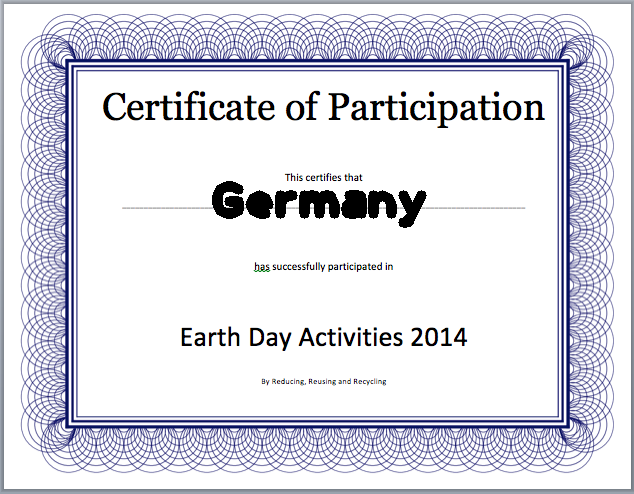 Certificate of Participation
This certifies that
Germany
has successfully participated in
Earth Day Activities 2014
By Reducing, Reusing and Recycling